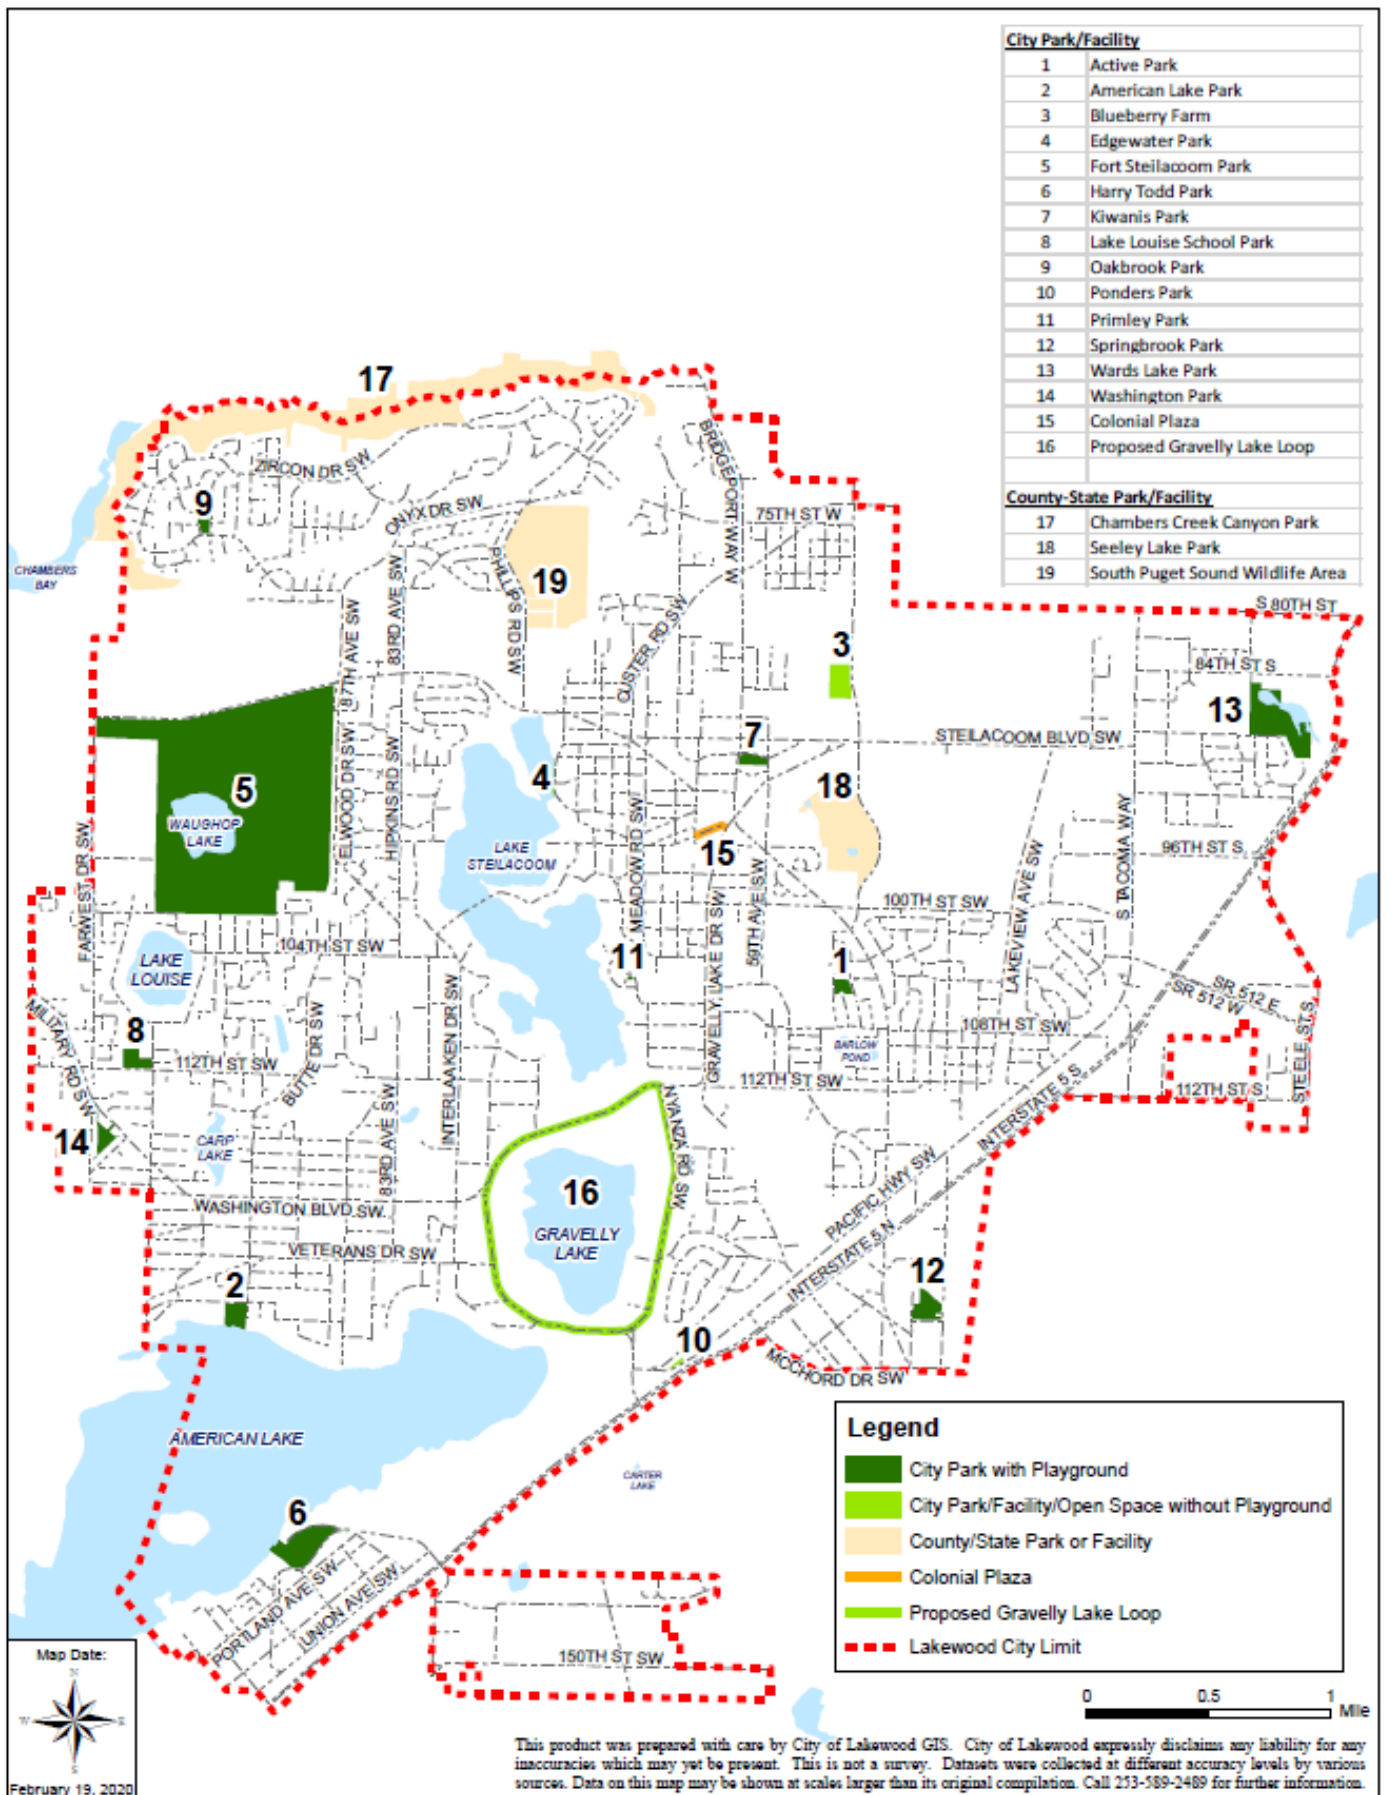 City Park/Facility
1 Active Park
2 American Lake Park
3 Blueberry Farm
4 Edgewater Park
5 Fort Steilacoom Park
6 Harry Todd Park
7 Kiwanis Park
8 Lake Louise School Park
9 Oakbrook Park
10 Ponders Park
11 Primley Park
12 Springbrook Park
13 Wards Lake Park
14 Washington Park
15 Colonial Plaza
16 Proposed Gravelly Lake Loop
County-State Park/Facility
17 Chambers Creek Canyon Park
18 Seeley Lake Park
19 South Puget Sound Wildlife Area
17
BRIDGEPORT WAY W
ZIRCON DR SW
9
ONYX DR SW
75TH ST W
CHAMBERS
BAY
83RD AVE SW
PHILLIPS RD SW
19
S 80TH ST
87TH AVE SW
CUSTER RD SW
3
84TH ST S
13
7
STEILACOOM BLVD SW
5
ELWOOD DR SW
HIPKINS RD SW
4
18
WAUGHOP
LAKE
FARWEST DR SW
LAKE
STEILACOOM
MEADOW RD SW
15
S TACOMA WAY
96TH ST S
59TH AVE SW
LAKEVIEW AVE SW
100TH ST SW
104TH ST SW
LAKE
LOUISE
11
GRAVELLY LAKE DR SW
1
SR 512 E
SR 512 W
MILITARY RD SW
8
112TH ST SW
BUTTE DR SW
INTERLAAKEN DR SW
108TH ST SW
BARLOW
POND
STEELE ST S
112TH ST SW
112TH ST S
INTERSTATE 5 S
14
CARP
LAKE
83RD AVE SW
NYANZA RD SW
16
GRAVELLY
LAKE
WASHINGTON BLVD SW
PACIFIC HWY SW
VETERANS DR SW
INTERSTATE 5 N
2
12
10
MCCHORD DR SW
AMERICAN LAKE
CARTER
LAKE
6
PORTLAND AVE SW
UNION AVE SW
150TH ST SW
Legend
City Park with Playground
City Park/Facility/Open Space without Playground
County/State Park or Facility
Colonial Plaza
Proposed Gravelly Lake Loop
Lakewood City Limit
0 0.5 1
Mile
Map Date:
N
W E
S
February 19, 2020
This product was prepared with care by City of Lakewood GIS. City of Lakewood expressly disclaims any liability for any
inaccuracies which may yet be present. This is not a survey. Datasets were collected at different accuracy levels by various
sources. Data on this map may be shown at scales larger than its original compilation. Call 253-589-2489 for further information.